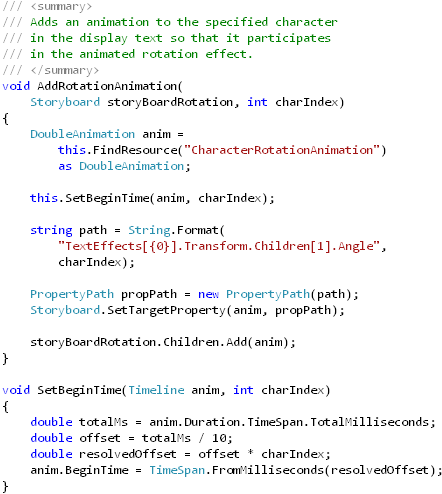 /// <summary>
/// Adds an animation to the specified character
/// in the display text so that it participates
/// in the animated rotation effect.
/// </summary>
void AddRotationAnimation(
    Storyboard storyBoardRotation, int charIndex)
{
    DoubleAnimation anim =
        this.FindResource("CharacterRotationAnimation")
        as DoubleAnimation;

    this.SetBeginTime(anim, charIndex);

    string path = String.Format(
        "TextEffects[{0}].Transform.Children[1].Angle",
        charIndex);

    PropertyPath propPath = new PropertyPath(path);
    Storyboard.SetTargetProperty(anim, propPath);

    storyBoardRotation.Children.Add(anim);
}

void SetBeginTime(Timeline anim, int charIndex)
{
    double totalMs = anim.Duration.TimeSpan.TotalMilliseconds;
    double offset = totalMs / 10;
    double resolvedOffset = offset * charIndex;
    anim.BeginTime = TimeSpan.FromMilliseconds(resolvedOffset);
}